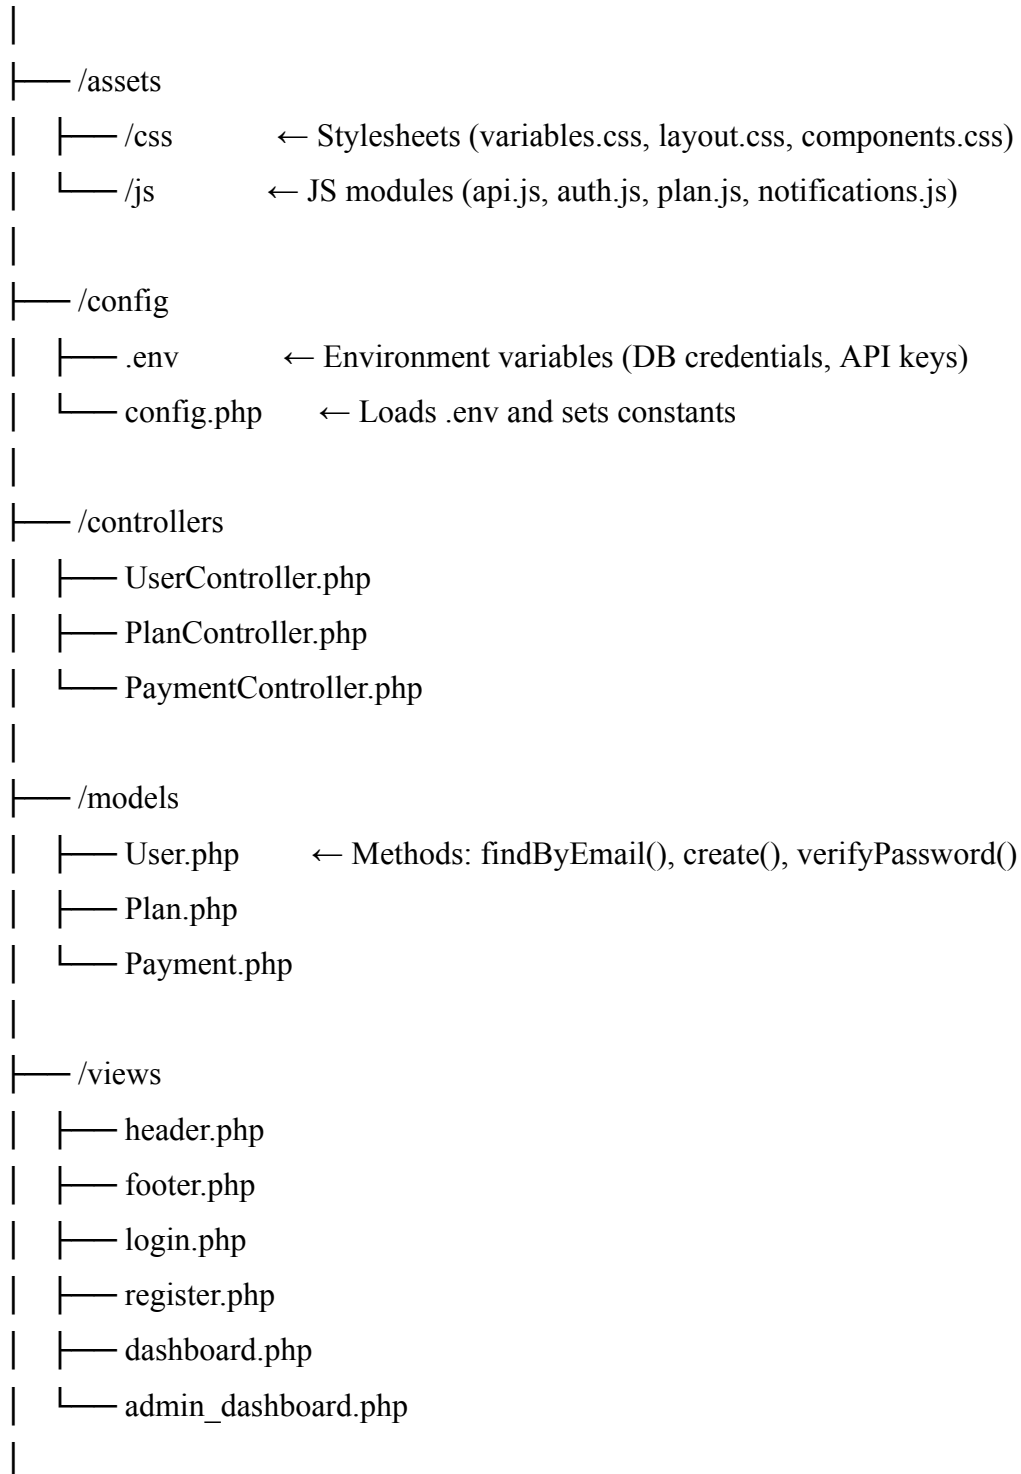 │
├── /assets
│ ├── /css ← Stylesheets (variables.css, layout.css, components.css)
│ └── /js ← JS modules (api.js, auth.js, plan.js, notifications.js)
│
├── /config
│ ├── .env ← Environment variables (DB credentials, API keys)
│ └── config.php ← Loads .env and sets constants
│
├── /controllers
│ ├── UserController.php
│ ├── PlanController.php
│ └── PaymentController.php
│
├── /models
│ ├── User.php ← Methods: findByEmail(), create(), verifyPassword()
│ ├── Plan.php
│ └── Payment.php
│
├── /views
│ ├── header.php
│ ├── footer.php
│ ├── login.php
│ ├── register.php
│ ├── dashboard.php
│ └── admin_dashboard.php
│